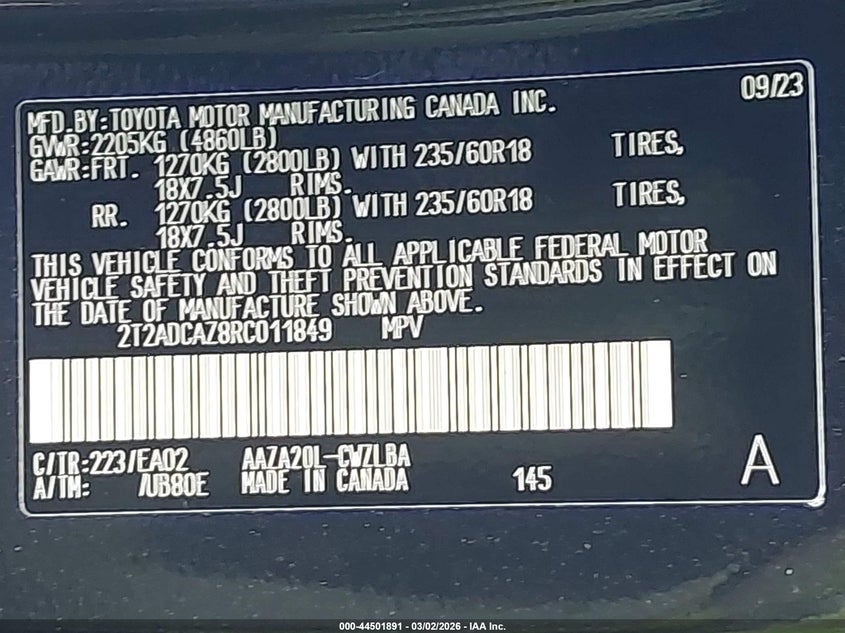 09/23
MFD.BY:TOYOTA MOTOR MANUFACTURING CANADA INC.
GVWR:2205KG (4860LB)
GAWR:FRT. 1270KG (2800LB) WITH 235/60R18 TIRES,
18X7.5J RIMS.
RR. 1270KG (2800LB) WITH 235/60R18 TIRES,
18X7.5J RIMS.
THIS VEHICLE CONFORMS TO ALL APPLICABLE FEDERAL MOTOR
VEHICLE SAFETY AND THEFT PREVENTION STANDARDS IN EFFECT ON
THE DATE OF MANUFACTURE SHOWN ABOVE.
2T2ADCAZ8RC011849 MPV
C/TR:223/EA02 AAZA20L-CWZLBA
A/TM: /UB80E MADE IN CANADA 145 A
000-44501891 - 03/02/2026 - IAA Inc.